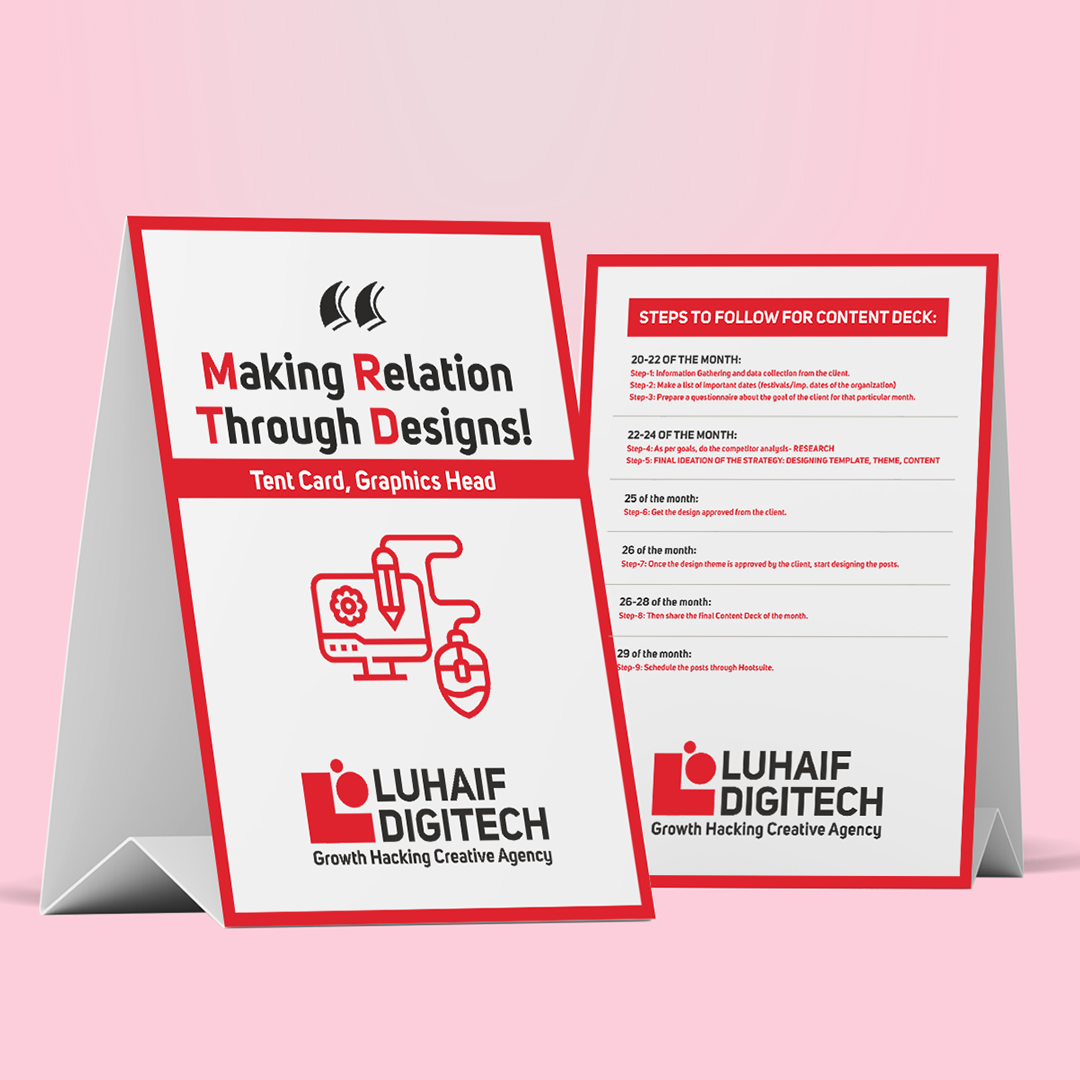 Making Relation
Through Designs!
Tent Card, Graphics Head
LUHAIF
DIGITECH
Growth Hacking Creative Agency
STEPS TO FOLLOW FOR CONTENT DECK:
20-22 OF THE MONTH:
Step-1: Information Gathering and data collection from the client.
Step-2: Make a list of important dates (festivals/imp. dates of the organization)
Step-3: Prepare a questionnaire about the goal of the client for that particular month.
22-24 OF THE MONTH:
Step-4: As per goals, do the competitor analysis- RESEARCH
Step-5: FINAL IDEATION OF THE STRATEGY: DESIGNING TEMPLATE, THEME, CONTENT
25 of the month:
Step-6: Get the design approved from the client.
26 of the month:
Step-7: Once the design theme is approved by the client, start designing the posts.
26-28 of the month:
Step-8: Then share the final Content Deck of the month.
29 of the month:
Step-9: Schedule the posts through Hootsuite.
LUHAIF
DIGITECH
Growth Hacking Creative Agency